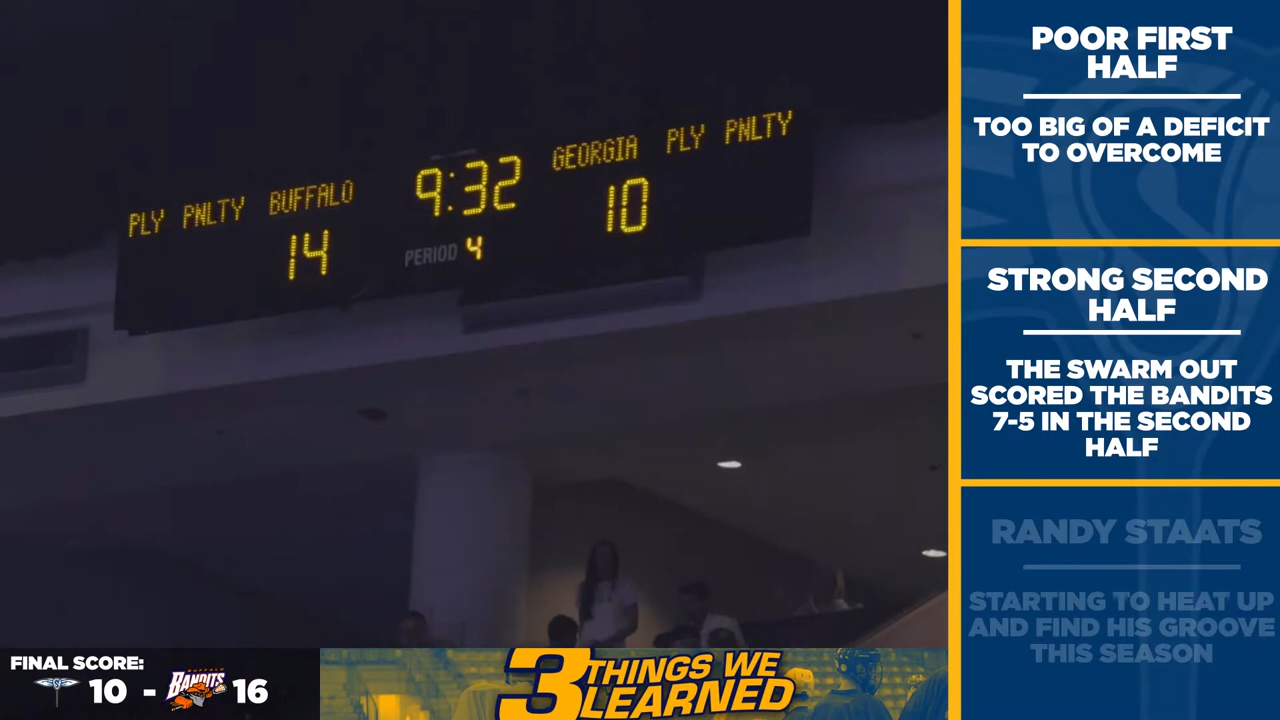 PLY PNLTY BUFFALO 9:32 GEORGIA PLY PNLTY
14 PERIOD 4 10
POOR FIRST
HALF
TOO BIG OF A DEFICIT
TO OVERCOME
STRONG SECOND
HALF
THE SWARM OUT
SCORED THE BANDITS
7-5 IN THE SECOND
HALF
RANDY STAATS
STARTING TO HEAT UP
AND FIND HIS GROOVE
THIS SEASON
FINAL SCORE:
10 - BUFFALO BANDITS 16
3 THINGS WE
LEARNED